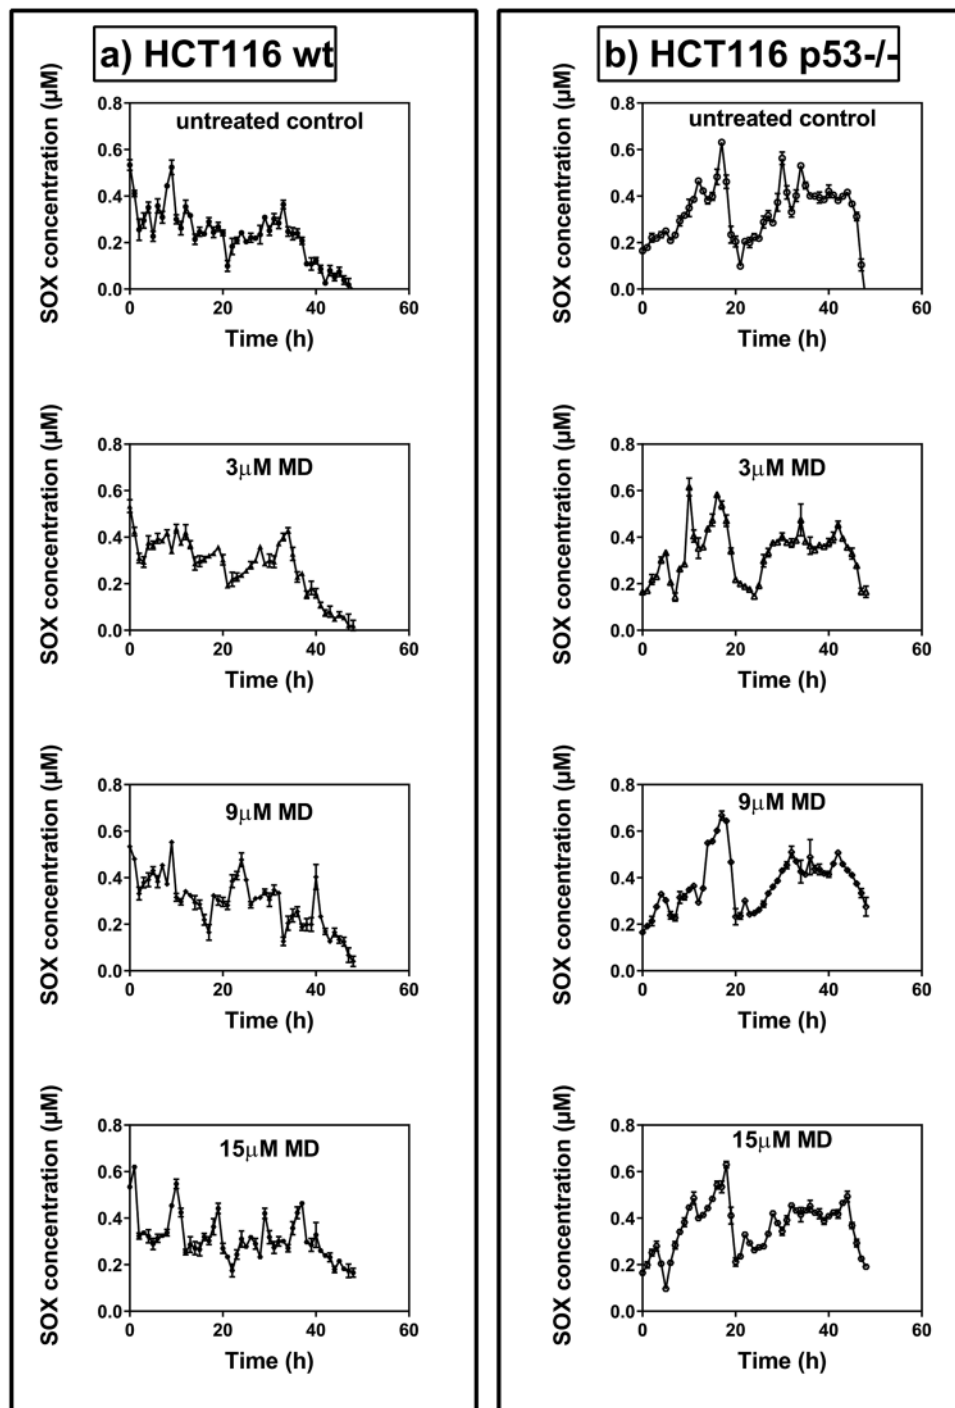 a) HCT116 wt
SOX concentration (µM)
0.8
0.6
0.4
0.2
0.0
untreated control
0 20 40 60
Time (h)
SOX concentration (µM)
0.8
0.6
0.4
0.2
0.0
3µM MD
0 20 40 60
Time (h)
SOX concentration (µM)
0.8
0.6
0.4
0.2
0.0
9µM MD
0 20 40 60
Time (h)
SOX concentration (µM)
0.8
0.6
0.4
0.2
0.0
15µM MD
0 20 40 60
Time (h)
b) HCT116 p53-/-
SOX concentration (µM)
0.8
0.6
0.4
0.2
0.0
untreated control
0 20 40 60
Time (h)
SOX concentration (µM)
0.8
0.6
0.4
0.2
0.0
3µM MD
0 20 40 60
Time (h)
SOX concentration (µM)
0.8
0.6
0.4
0.2
0.0
9µM MD
0 20 40 60
Time (h)
SOX concentration (µM)
0.8
0.6
0.4
0.2
0.0
15µM MD
0 20 40 60
Time (h)